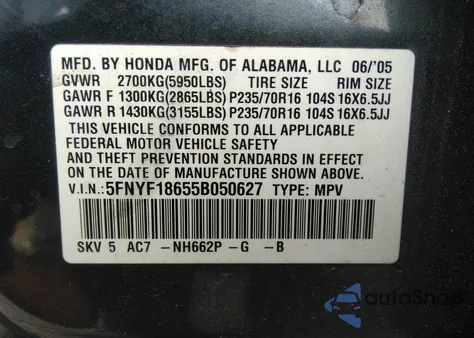 MFD. BY HONDA MFG. OF ALABAMA, LLC 06/'05
GVWR 2700KG(5950LBS) TIRE SIZE RIM SIZE
GAWR F 1300KG(2865LBS) P235/70R16 104S 16X6.5JJ
GAWR R 1430KG(3155LBS) P235/70R16 104S 16X6.5JJ
THIS VEHICLE CONFORMS TO ALL APPLICABLE
FEDERAL MOTOR VEHICLE SAFETY
AND THEFT PREVENTION STANDARDS IN EFFECT
ON THE DATE OF MANUFACTURE SHOWN ABOVE.
V.I.N.: 5FNYF18655B050627 TYPE: MPV
SKV 5 AC7 -NH662P -G -B
autoSnap